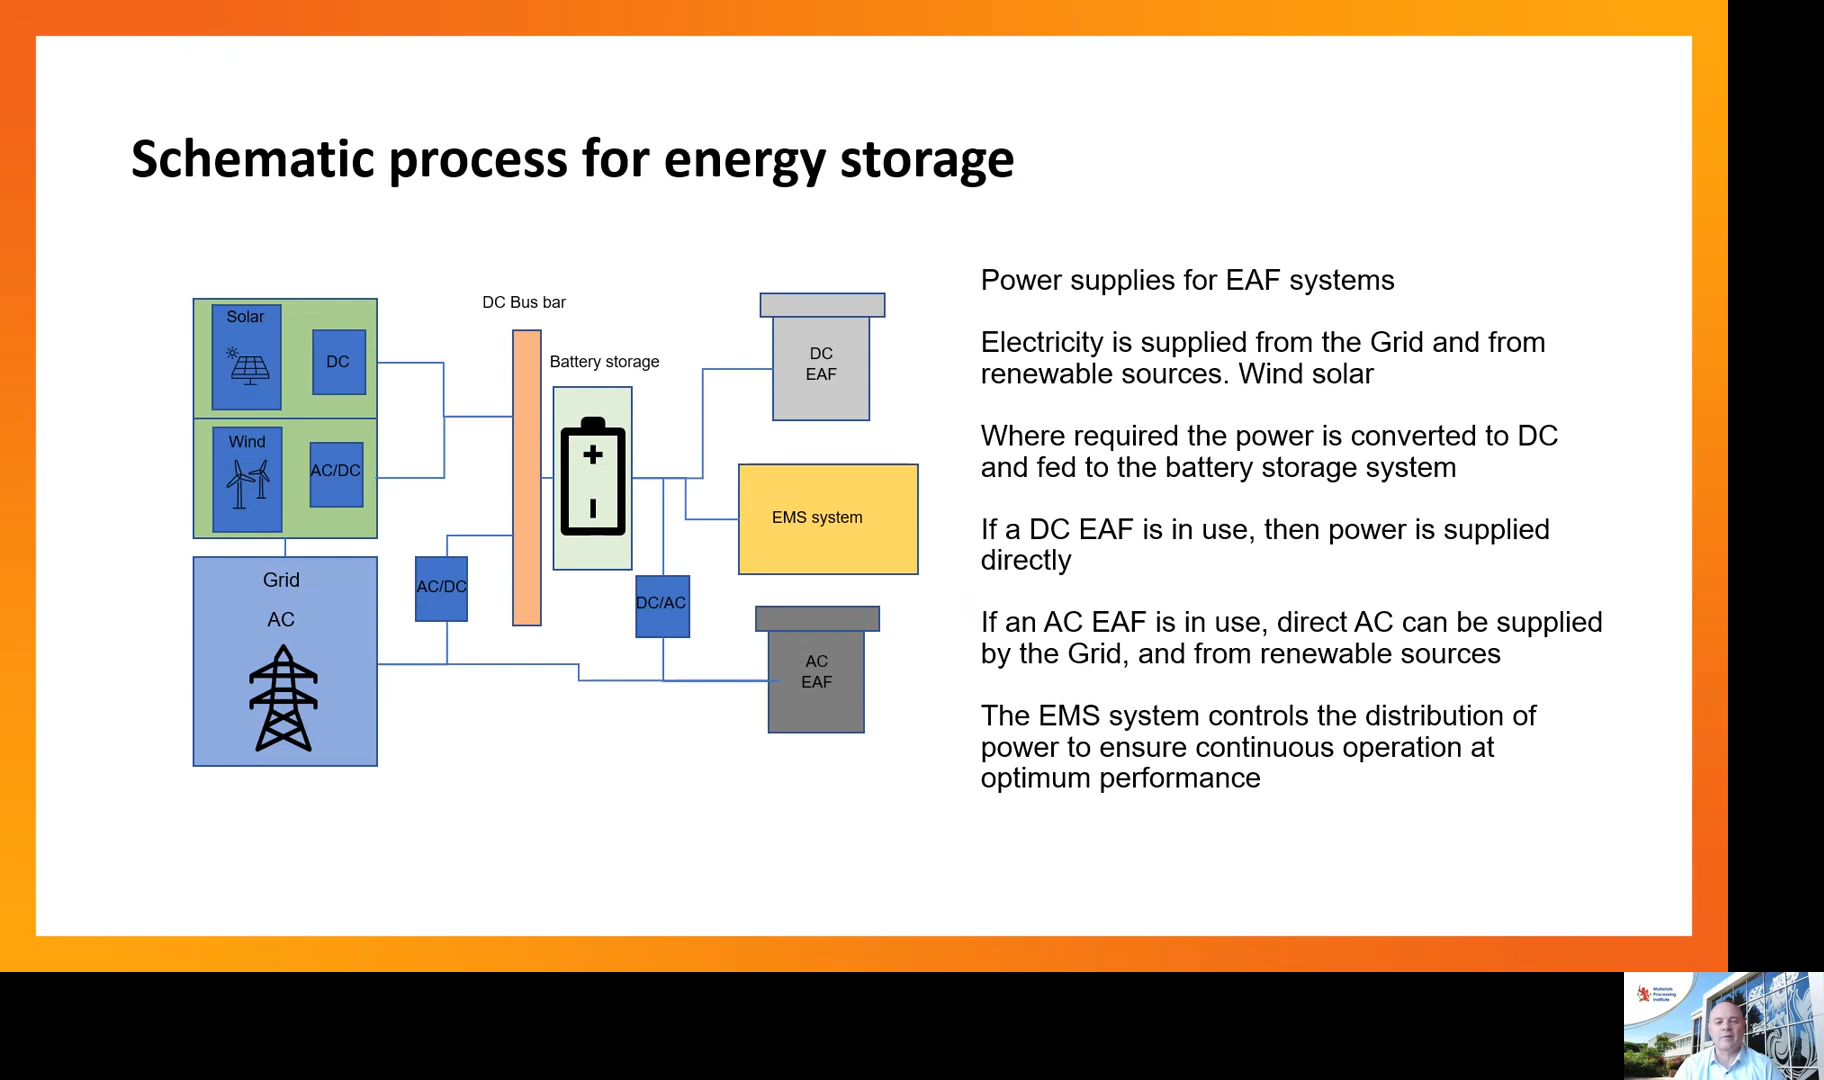 Schematic process for energy storage
Solar
DC
Wind
AC/DC
Grid
AC
AC/DC
DC Bus bar
Battery storage
DC/AC
DC
EAF
EMS system
AC
EAF
Power supplies for EAF systems
Electricity is supplied from the Grid and from
renewable sources. Wind solar
Where required the power is converted to DC
and fed to the battery storage system
If a DC EAF is in use, then power is supplied
directly
If an AC EAF is in use, direct AC can be supplied
by the Grid, and from renewable sources
The EMS system controls the distribution of
power to ensure continuous operation at
optimum performance
Materials
Processing
Institute